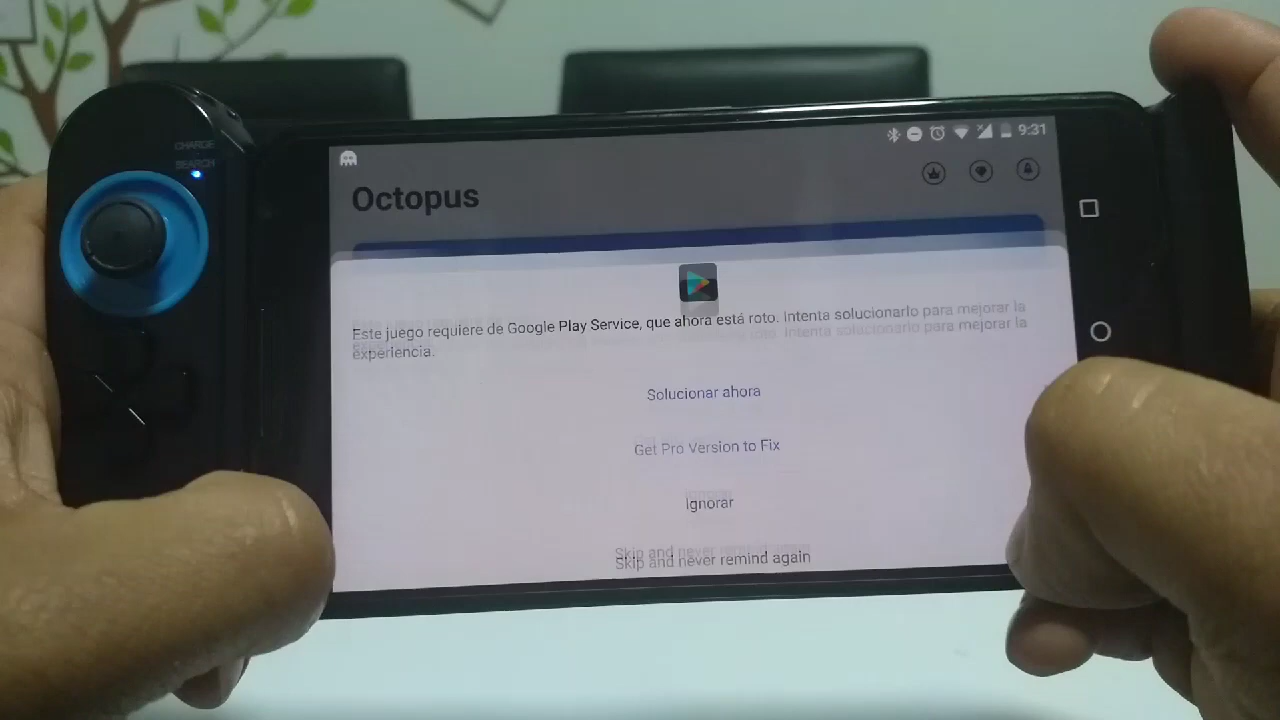 CHARGE
SEARCH
9:31
Octopus
Este juego requiere de Google Play Service, que ahora está roto. Intenta solucionarlo para mejorar la
experiencia.
Solucionar ahora
Get Pro Version to Fix
Ignorar
Skip and never remind again